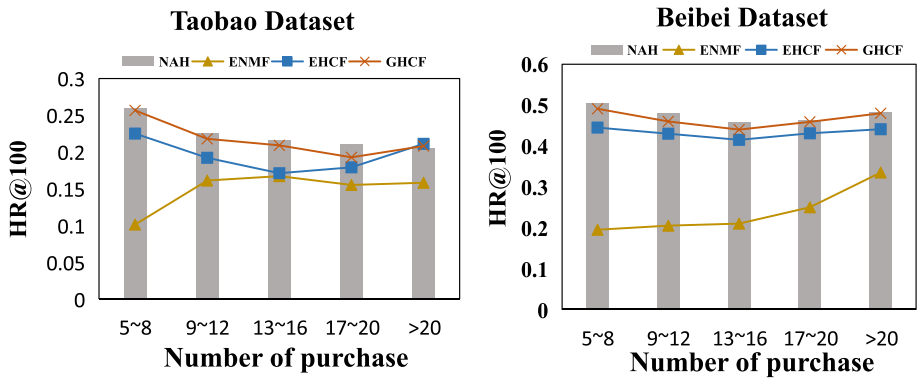 Taobao Dataset
NAH ENMF EHCF GHCF
HR@100
0.3
0.25
0.2
0.15
0.1
0.05
0
5~8 9~12 13~16 17~20 >20
Number of purchase
Beibei Dataset
NAH ENMF EHCF GHCF
HR@100
0.6
0.5
0.4
0.3
0.2
0.1
0
5~8 9~12 13~16 17~20 >20
Number of purchase